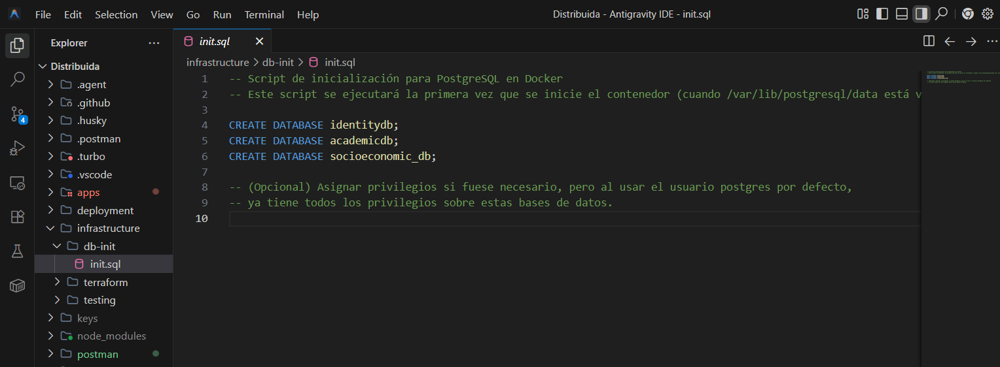 File Edit Selection View Go Run Terminal Help
Distribuida - Antigravity IDE - init.sql
Explorer
Distribuida
.agent
.github
.husky
.postman
.turbo
.vscode
apps
deployment
infrastructure
db-init
init.sql
terraform
testing
keys
node_modules
postman
4
init.sql
infrastructure > db-init > init.sql
1 -- Script de inicialización para PostgreSQL en Docker
2 -- Este script se ejecutará la primera vez que se inicie el contenedor (cuando /var/lib/postgresql/data está v
3
4 CREATE DATABASE identitydb;
5 CREATE DATABASE academicdb;
6 CREATE DATABASE socioeconomic_db;
7
8 -- (Opcional) Asignar privilegios si fuese necesario, pero al usar el usuario postgres por defecto,
9 -- ya tiene todos los privilegios sobre estas bases de datos.
10